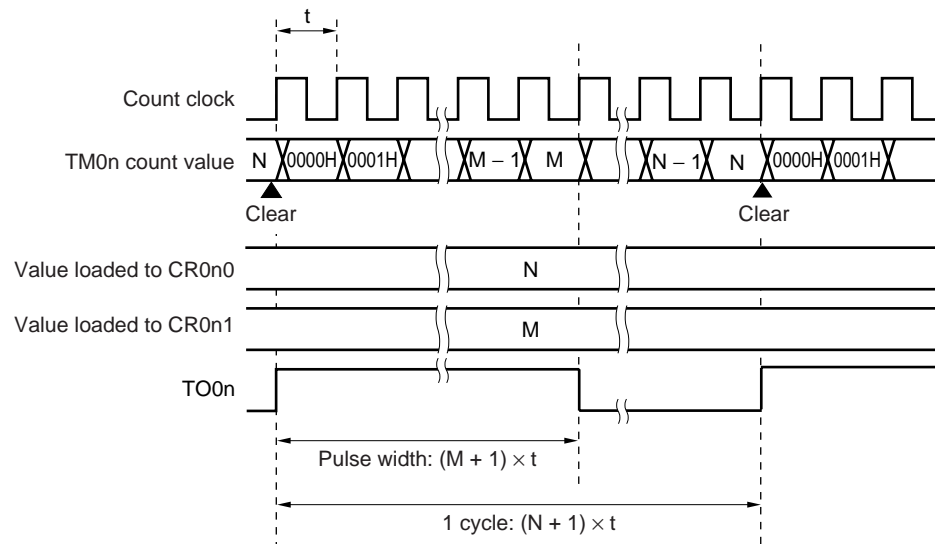 t
Count clock
TM0n count value N 0000H 0001H M – 1 M N – 1 N 0000H 0001H
Clear Clear
Value loaded to CR0n0 N
Value loaded to CR0n1 M
TO0n
Pulse width: (M + 1) × t
1 cycle: (N + 1) × t